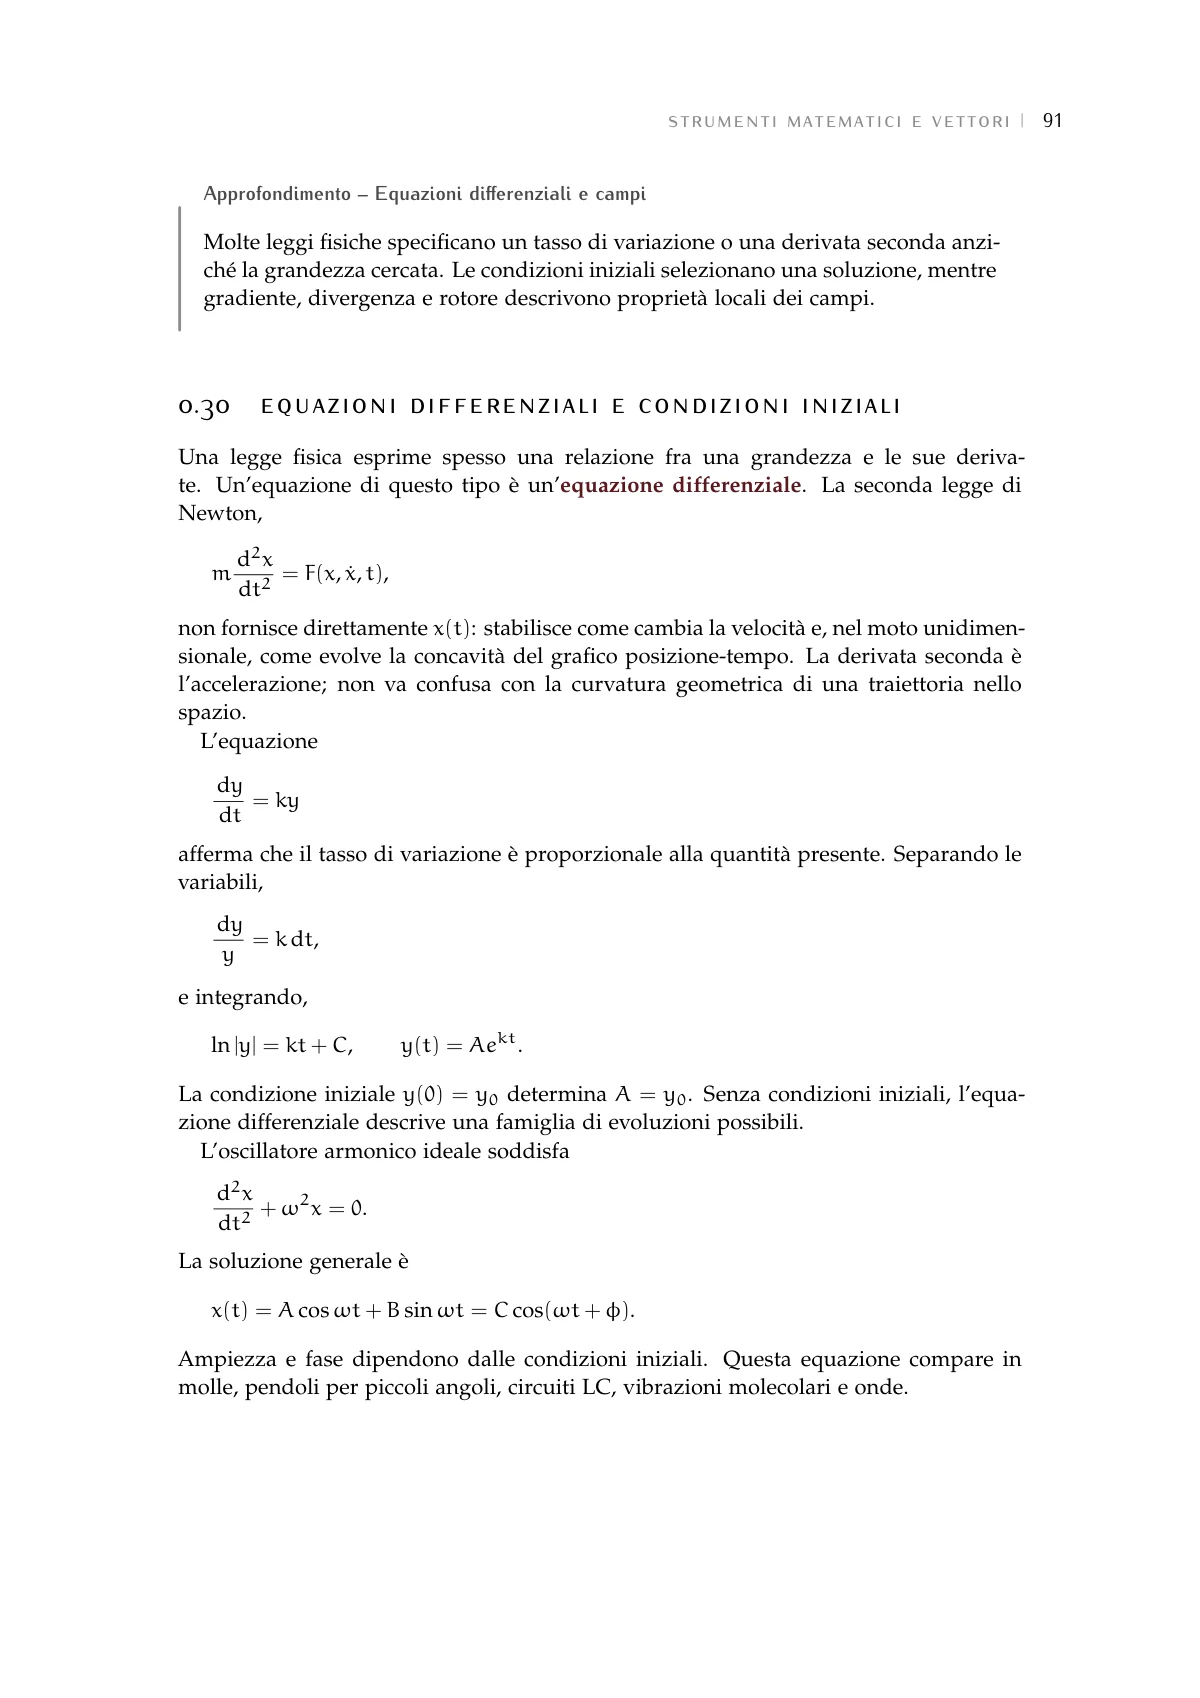 STRUMENTI MATEMATICI E VETTORI | 91
Approfondimento – Equazioni differenziali e campi
Molte leggi fisiche specificano un tasso di variazione o una derivata seconda anzi-
ché la grandezza cercata. Le condizioni iniziali selezionano una soluzione, mentre
gradiente, divergenza e rotore descrivono proprietà locali dei campi.
0.30 EQUAZIONI DIFFERENZIALI E CONDIZIONI INIZIALI
Una legge fisica esprime spesso una relazione fra una grandezza e le sue deriva-
te. Un'equazione di questo tipo è un'equazione differenziale. La seconda legge di
Newton,
m d²x/dt² = F(x, ẋ, t),
non fornisce direttamente x(t): stabilisce come cambia la velocità e, nel moto unidimen-
sionale, come evolve la concavità del grafico posizione-tempo. La derivata seconda è
l'accelerazione; non va confusa con la curvatura geometrica di una traiettoria nello
spazio.
L'equazione
dy/dt = ky
afferma che il tasso di variazione è proporzionale alla quantità presente. Separando le
variabili,
dy/y = k dt,
e integrando,
ln |y| = kt + C, y(t) = Ae^{kt}.
La condizione iniziale y(0) = y₀ determina A = y₀. Senza condizioni iniziali, l'equa-
zione differenziale descrive una famiglia di evoluzioni possibili.
L'oscillatore armonico ideale soddisfa
d²x/dt² + ω²x = 0.
La soluzione generale è
x(t) = A cos ωt + B sin ωt = C cos(ωt + ϕ).
Ampiezza e fase dipendono dalle condizioni iniziali. Questa equazione compare in
molle, pendoli per piccoli angoli, circuiti LC, vibrazioni molecolari e onde.